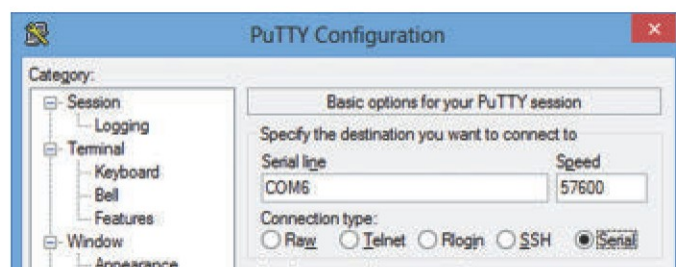 PuTTY Configuration
Category:
Session
Logging
Terminal
Keyboard
Bell
Features
Window
Appearance
Basic options for your PuTTY session
Specify the destination you want to connect to
Serial line Speed
COM6 57600
Connection type:
Raw Telnet Rlogin SSH Serial